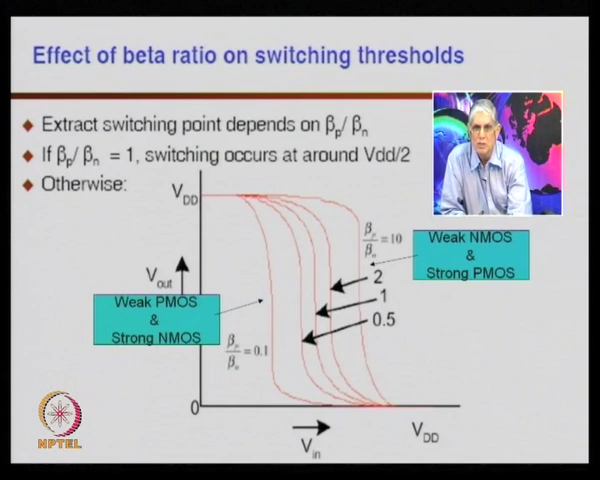 Effect of beta ratio on switching thresholds
Extract switching point depends on βp/ βn
If βp/ βn = 1, switching occurs at around Vdd/2
Otherwise:
VDD
Vout
Weak PMOS
&
Strong NMOS
βp/βn = 0.1
βp/βn = 10
Weak NMOS
&
Strong PMOS
2
1
0.5
0
Vin
VDD
NPTEL